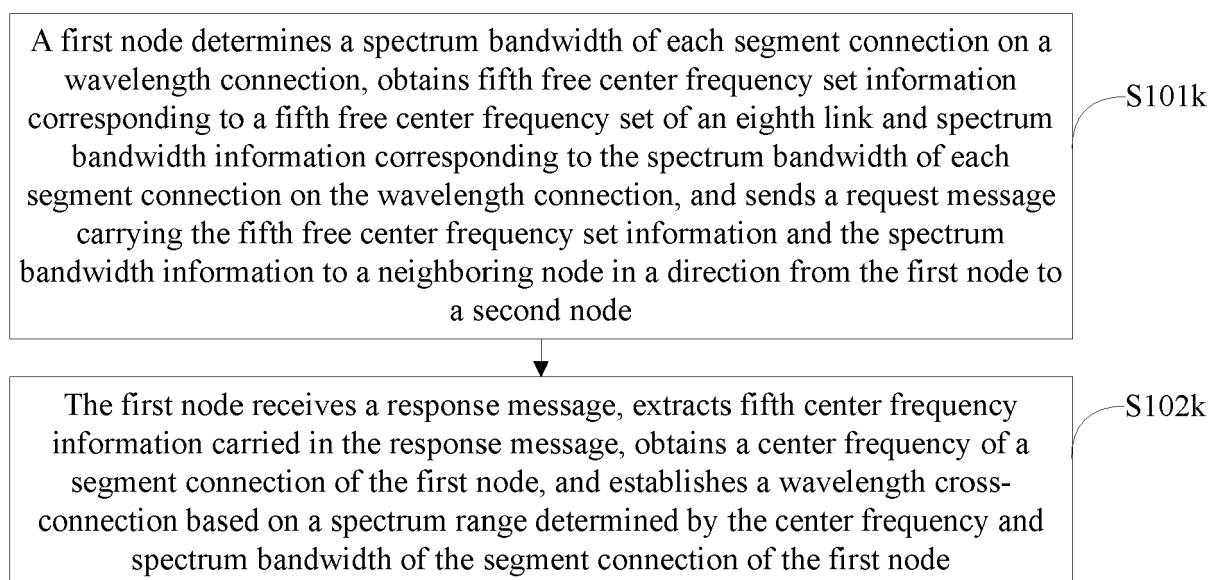 A first node determines a spectrum bandwidth of each segment connection on a
wavelength connection, obtains fifth free center frequency set information
corresponding to a fifth free center frequency set of an eighth link and spectrum
bandwidth information corresponding to the spectrum bandwidth of each
segment connection on the wavelength connection, and sends a request message
carrying the fifth free center frequency set information and the spectrum
bandwidth information to a neighboring node in a direction from the first node to
a second node
S101k
The first node receives a response message, extracts fifth center frequency
information carried in the response message, obtains a center frequency of a
segment connection of the first node, and establishes a wavelength cross-
connection based on a spectrum range determined by the center frequency and
spectrum bandwidth of the segment connection of the first node
S102k